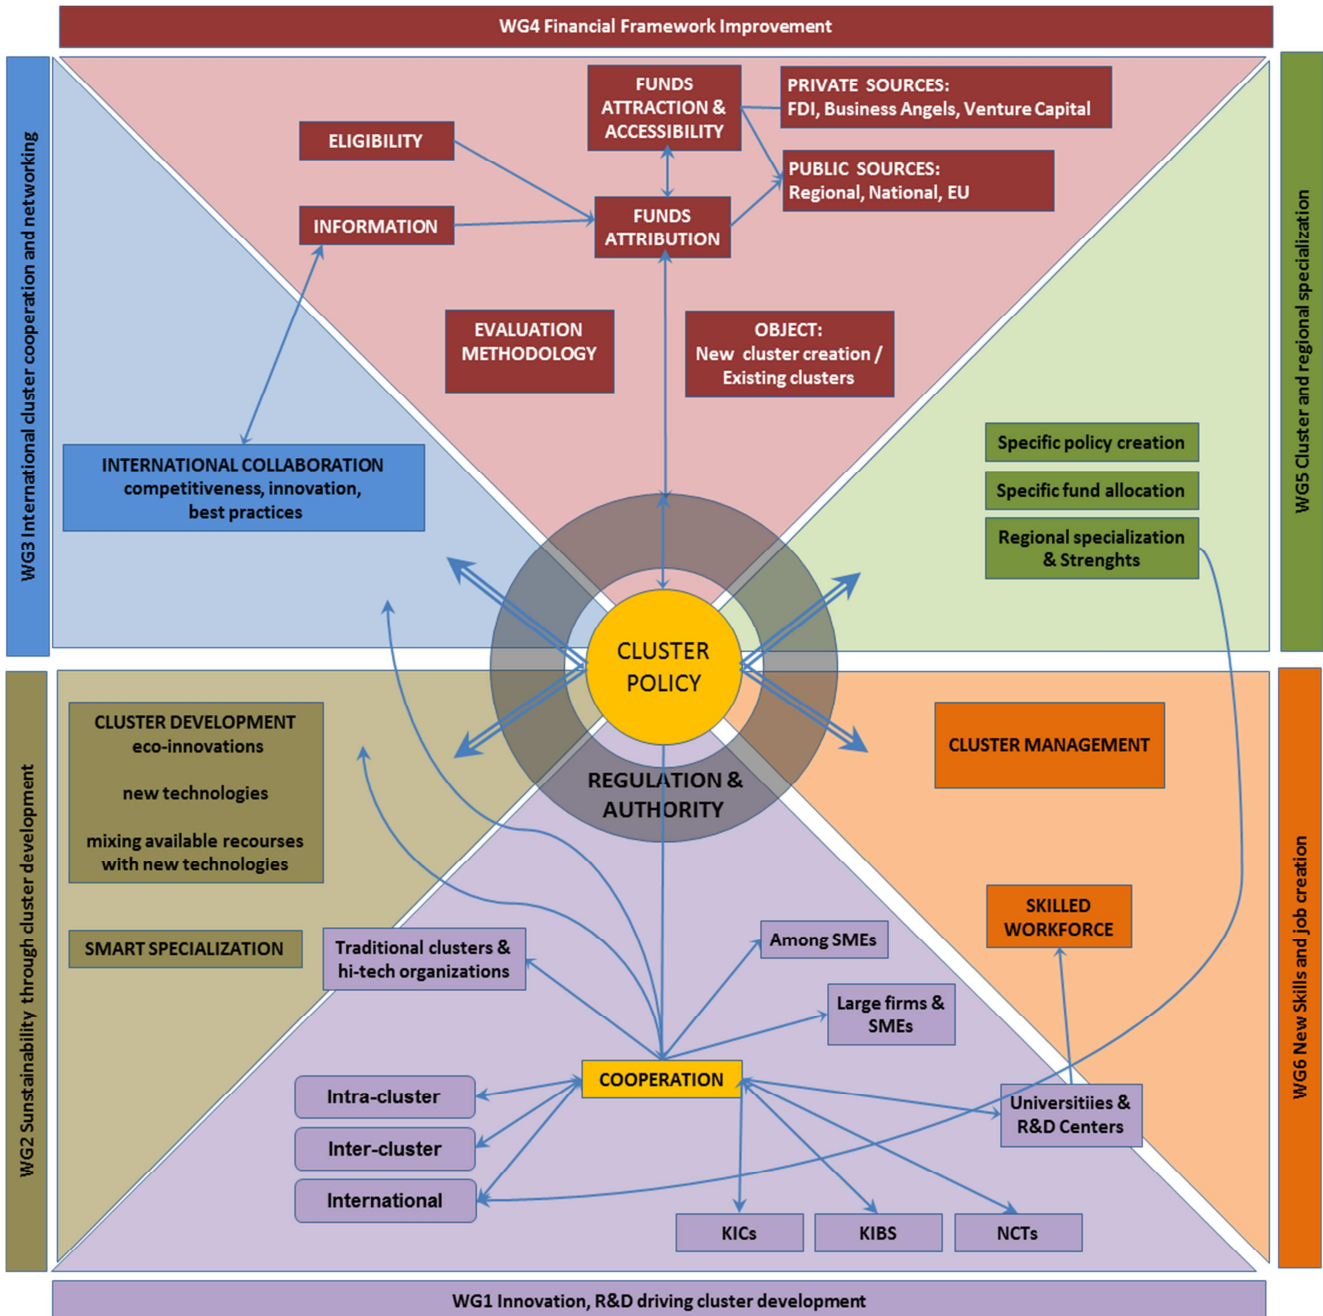 WG4 Financial Framework Improvement
WG3 International cluster cooperation and networking
FUNDS
ATTRACTION &
ACCESSIBILITY
PRIVATE SOURCES:
FDI, Business Angels, Venture Capital
ELIGIBILITY
PUBLIC SOURCES:
Regional, National, EU
INFORMATION
FUNDS
ATTRIBUTION
EVALUATION
METHODOLOGY
OBJECT:
New cluster creation /
Existing clusters
WG5 Cluster and regional specialization
INTERNATIONAL COLLABORATION
competitiveness, innovation,
best practices
Specific policy creation
Specific fund allocation
Regional specialization
& Strenghts
CLUSTER
POLICY
REGULATION &
AUTHORITY
WG2 Sunstainability through cluster development
CLUSTER DEVELOPMENT
eco-innovations
new technologies
mixing available recourses
with new technologies
SMART SPECIALIZATION
CLUSTER MANAGEMENT
SKILLED
WORKFORCE
WG6 New Skills and job creation
Traditional clusters &
hi-tech organizations
Among SMEs
Large firms &
SMEs
COOPERATION
Intra-cluster
Inter-cluster
International
Universitiies &
R&D Centers
KICs
KIBS
NCTs
WG1 Innovation, R&D driving cluster development